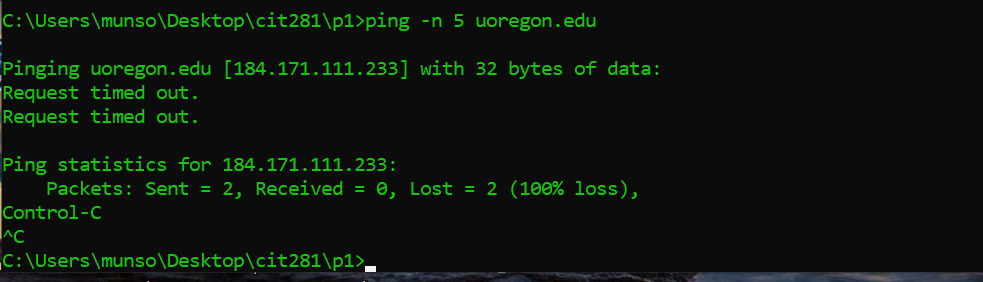 C:\Users\munso\Desktop\cit281\p1>ping -n 5 uoregon.edu
Pinging uoregon.edu [184.171.111.233] with 32 bytes of data:
Request timed out.
Request timed out.
Ping statistics for 184.171.111.233:
    Packets: Sent = 2, Received = 0, Lost = 2 (100% loss),
Control-C
^C
C:\Users\munso\Desktop\cit281\p1>